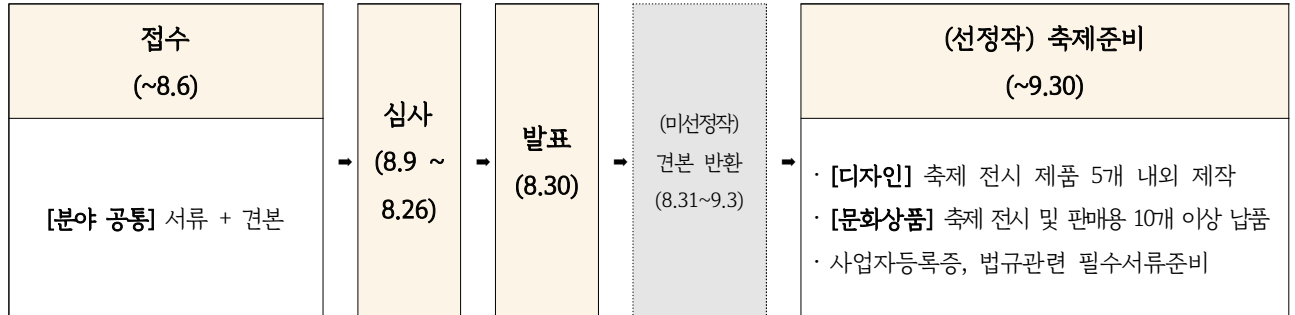 접수
(~8.6)
[분야 공통] 서류 + 견본
➡
심사
(8.9 ~
8.26)
➡
발표
(8.30)
➡
(미선정작)
견본 반환
(8.31~9.3)
➡
(선정작) 축제준비
(~9.30)
· [디자인] 축제 전시 제품 5개 내외 제작
· [문화상품] 축제 전시 및 판매용 10개 이상 납품
· 사업자등록증, 법규관련 필수서류준비